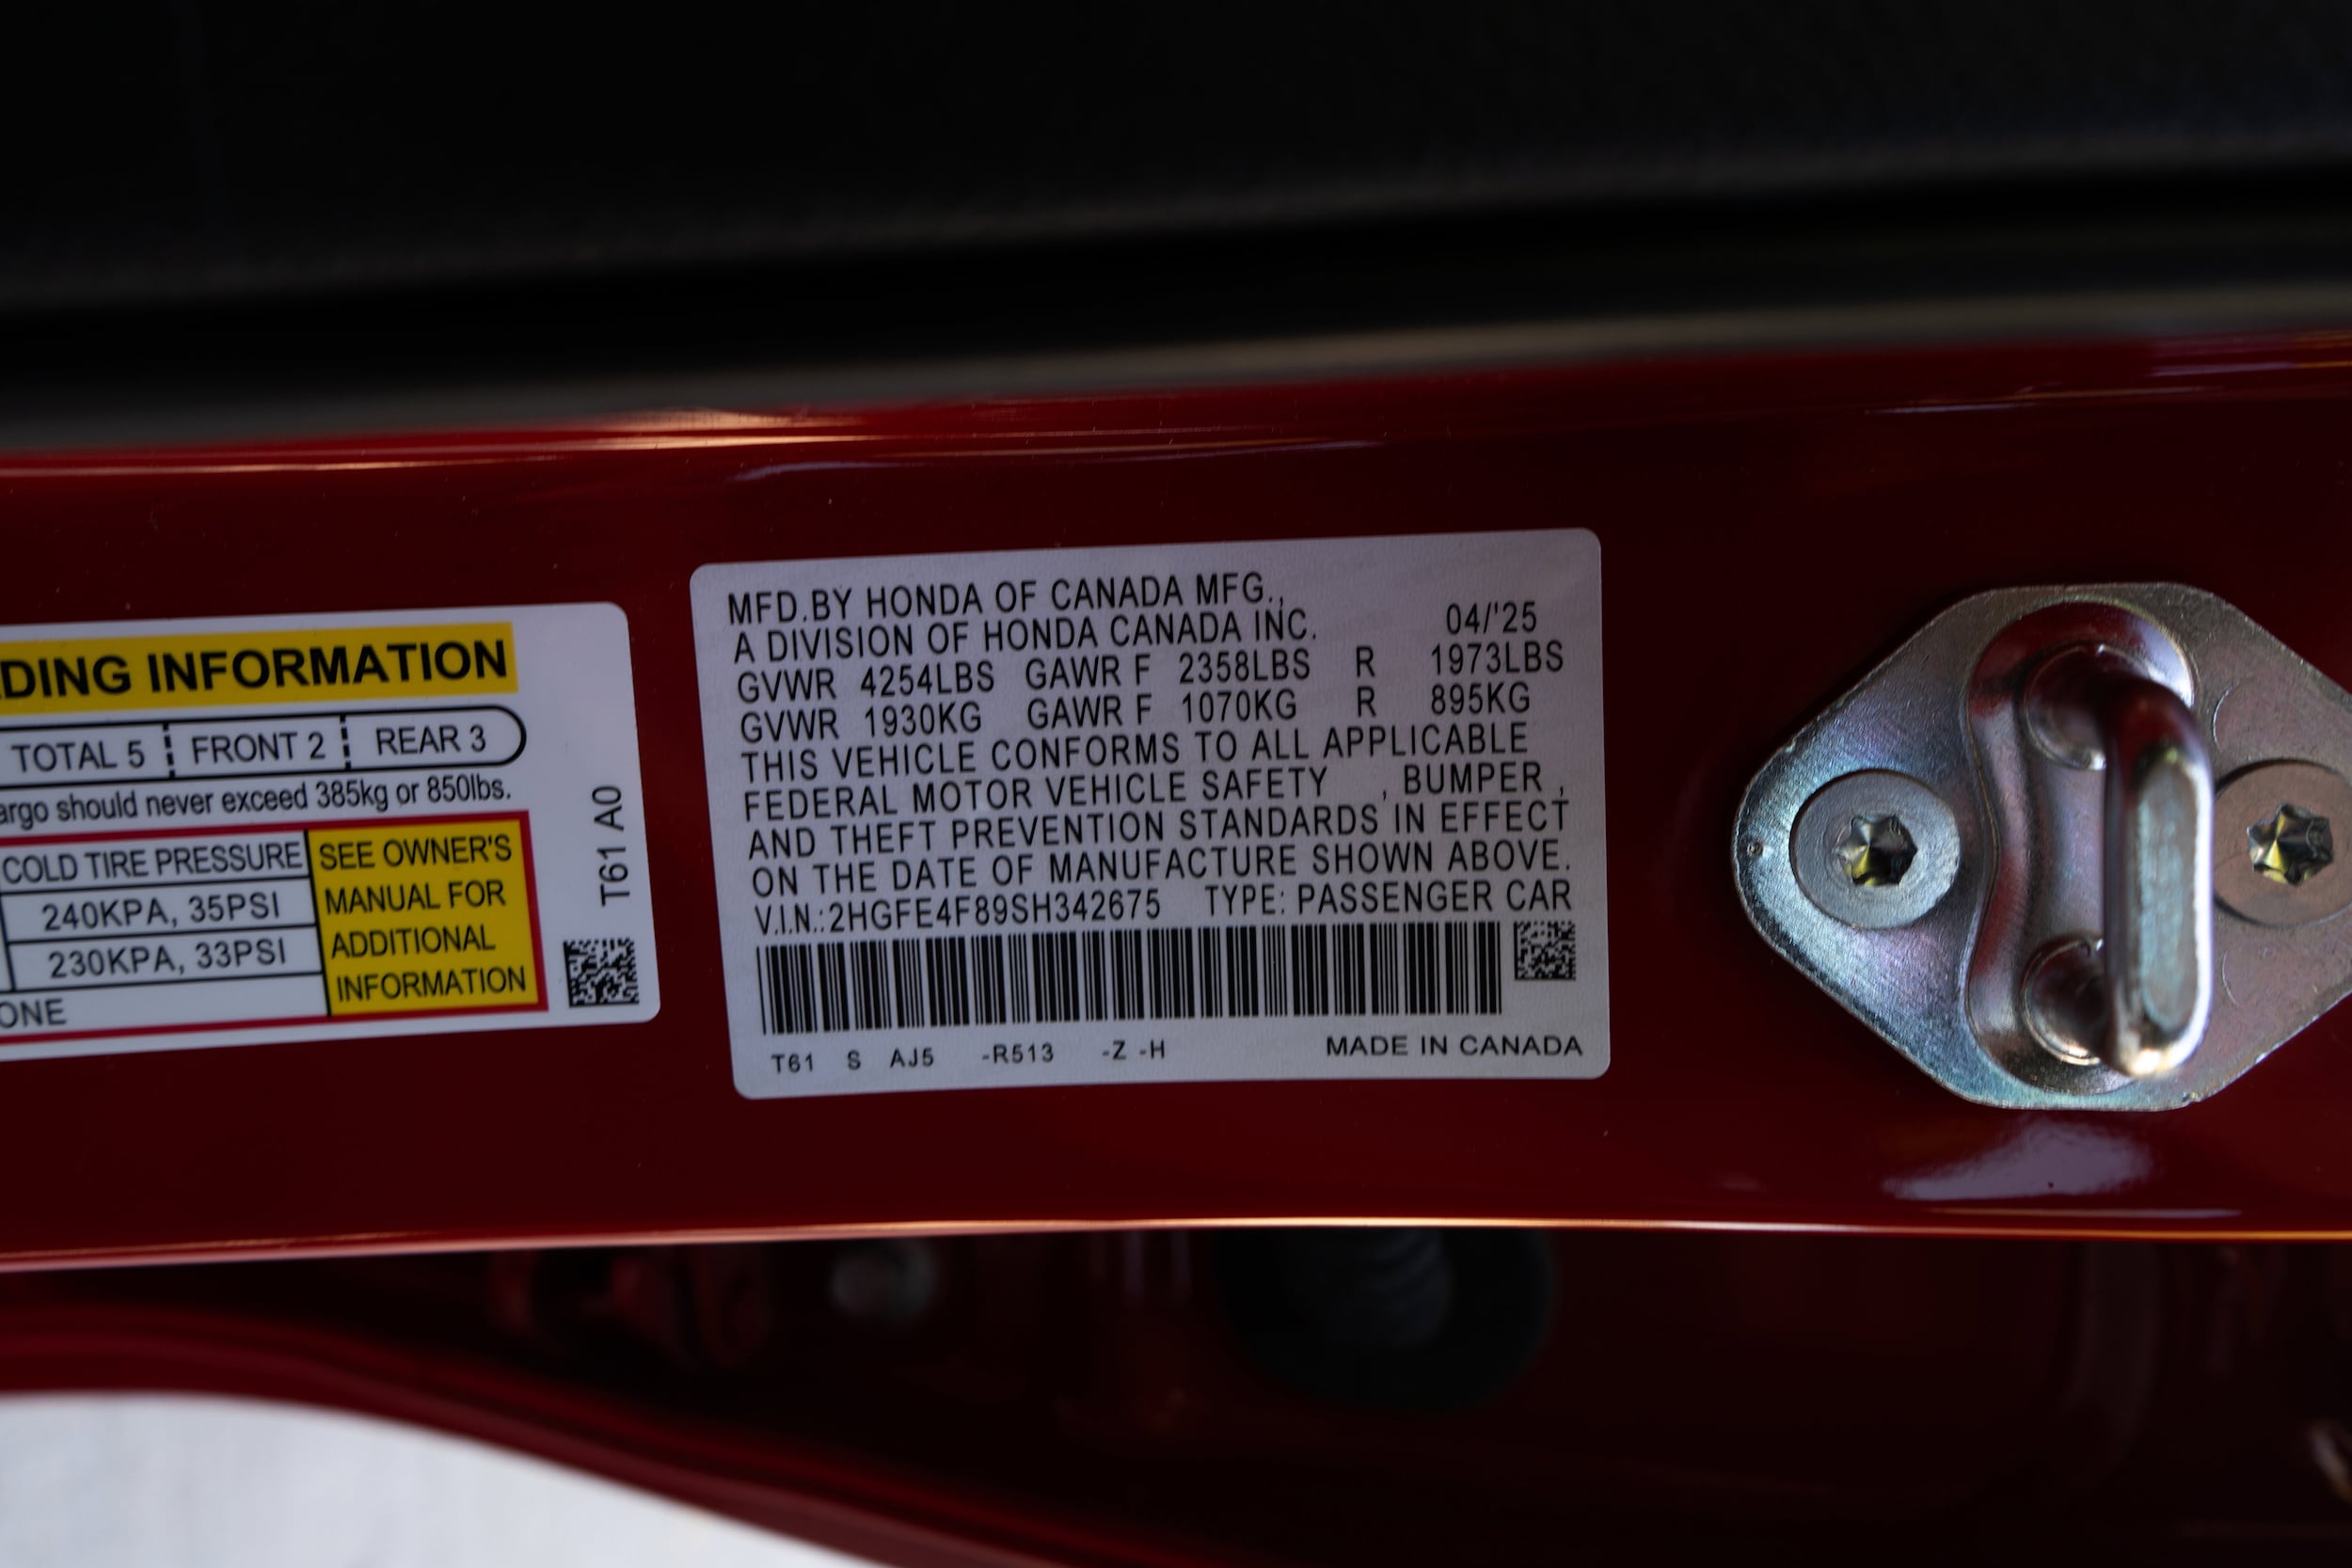 DING INFORMATION
TOTAL 5 FRONT 2 REAR 3
argo should never exceed 385kg or 850lbs.
COLD TIRE PRESSURE
240KPA, 35PSI
230KPA, 33PSI
ONE
SEE OWNER'S
MANUAL FOR
ADDITIONAL
INFORMATION
T61 A0
MFD.BY HONDA OF CANADA MFG.,
A DIVISION OF HONDA CANADA INC. 04/'25
GVWR 4254LBS GAWR F 2358LBS R 1973LBS
GVWR 1930KG GAWR F 1070KG R 895KG
THIS VEHICLE CONFORMS TO ALL APPLICABLE
FEDERAL MOTOR VEHICLE SAFETY , BUMPER ,
AND THEFT PREVENTION STANDARDS IN EFFECT
ON THE DATE OF MANUFACTURE SHOWN ABOVE.
V.I.N.:2HGFE4F89SH342675 TYPE: PASSENGER CAR
T61 S AJ5 -R513 -Z -H MADE IN CANADA